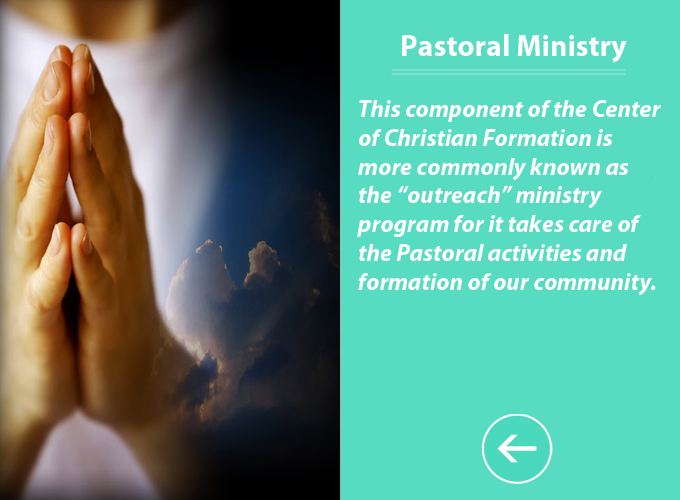 Pastoral Ministry
This component of the Center
of Christian Formation is
more commonly known as
the “outreach” ministry
program for it takes care of
the Pastoral activities and
formation of our community.